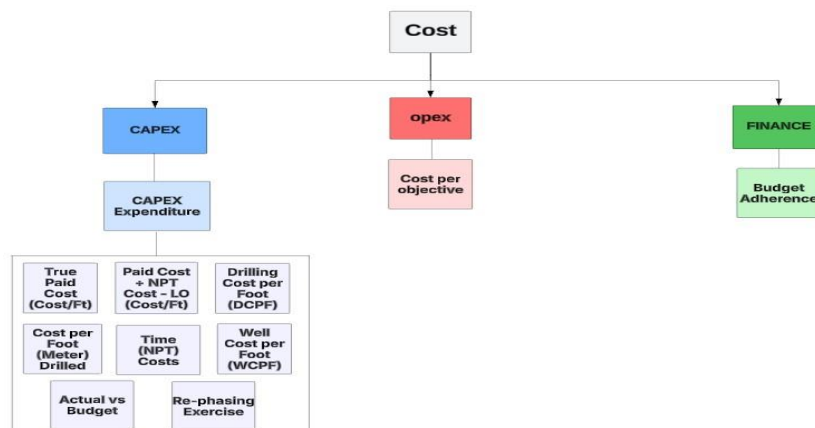 Cost
CAPEX
opex
FINANCE
CAPEX
Expenditure
Cost per
objective
Budget
Adherence
True
Paid
Cost
(Cost/Ft)
Paid Cost
+ NPT
Cost - LO
(Cost/Ft)
Drilling
Cost per
Foot
(DCPF)
Cost per
Foot
(Meter)
Drilled
Time
(NPT)
Costs
Well
Cost per
Foot
(WCPF)
Actual vs
Budget
Re-phasing
Exercise